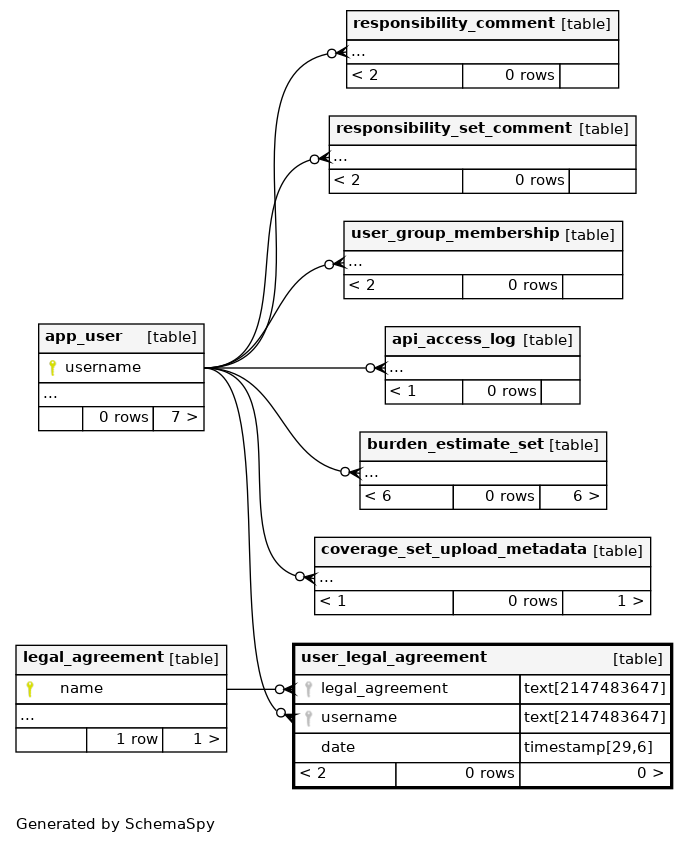 responsibility_comment [table]
...
< 2 0 rows
responsibility_set_comment [table]
...
< 2 0 rows
user_group_membership [table]
...
< 2 0 rows
app_user [table]
username
...
0 rows 7 >
api_access_log [table]
...
< 1 0 rows
burden_estimate_set [table]
...
< 6 0 rows 6 >
coverage_set_upload_metadata [table]
...
< 1 0 rows 1 >
legal_agreement [table]
name
...
1 row 1 >
user_legal_agreement [table]
legal_agreement text[2147483647]
username text[2147483647]
date timestamp[29,6]
< 2 0 rows 0 >
Generated by SchemaSpy